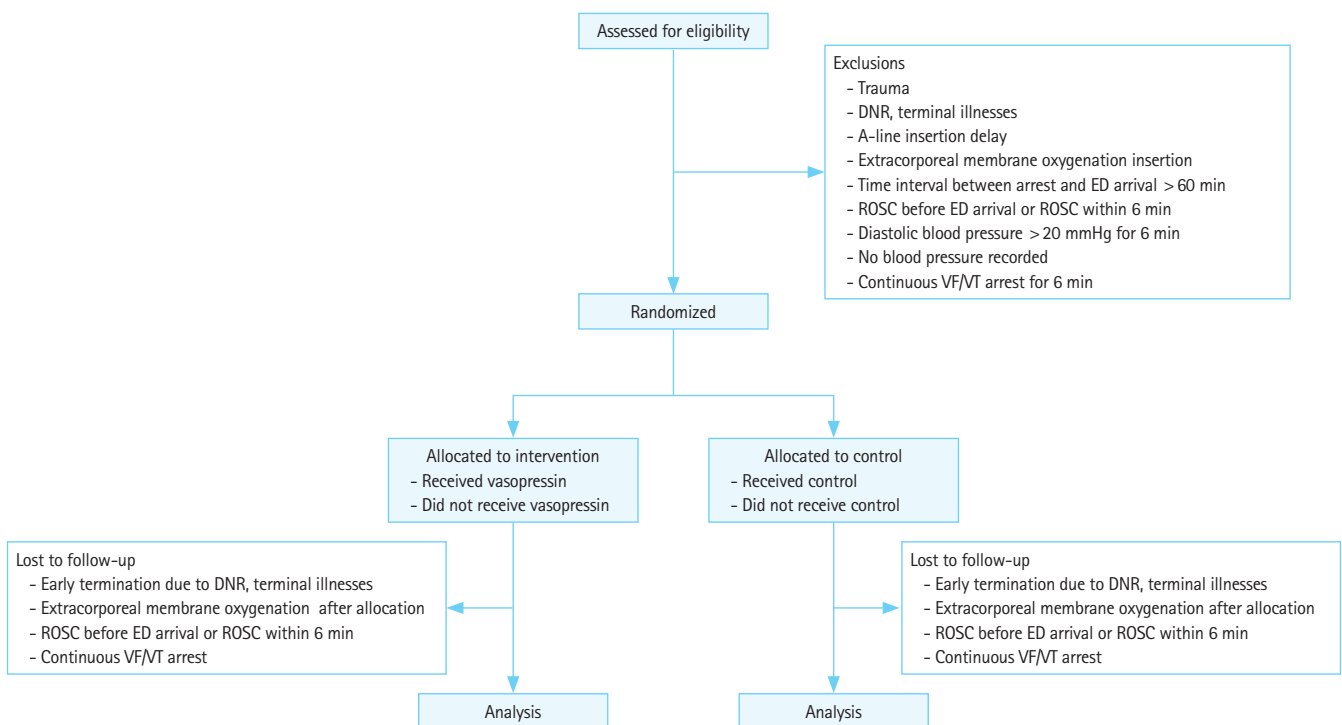 Assessed for eligibility
Exclusions
- Trauma
- DNR, terminal illnesses
- A-line insertion delay
- Extracorporeal membrane oxygenation insertion
- Time interval between arrest and ED arrival >60 min
- ROSC before ED arrival or ROSC within 6 min
- Diastolic blood pressure >20 mmHg for 6 min
- No blood pressure recorded
- Continuous VF/VT arrest for 6 min
Randomized
Allocated to intervention
- Received vasopressin
- Did not receive vasopressin
Allocated to control
- Received control
- Did not receive control
Lost to follow-up
- Early termination due to DNR, terminal illnesses
- Extracorporeal membrane oxygenation after allocation
- ROSC before ED arrival or ROSC within 6 min
- Continuous VF/VT arrest
Lost to follow-up
- Early termination due to DNR, terminal illnesses
- Extracorporeal membrane oxygenation after allocation
- ROSC before ED arrival or ROSC within 6 min
- Continuous VF/VT arrest
Analysis
Analysis